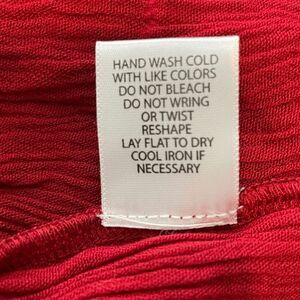 HAND WASH COLD
WITH LIKE COLORS
DO NOT BLEACH
DO NOT WRING
OR TWIST
RESHAPE
LAY FLAT TO DRY
COOL IRON IF
NECESSARY